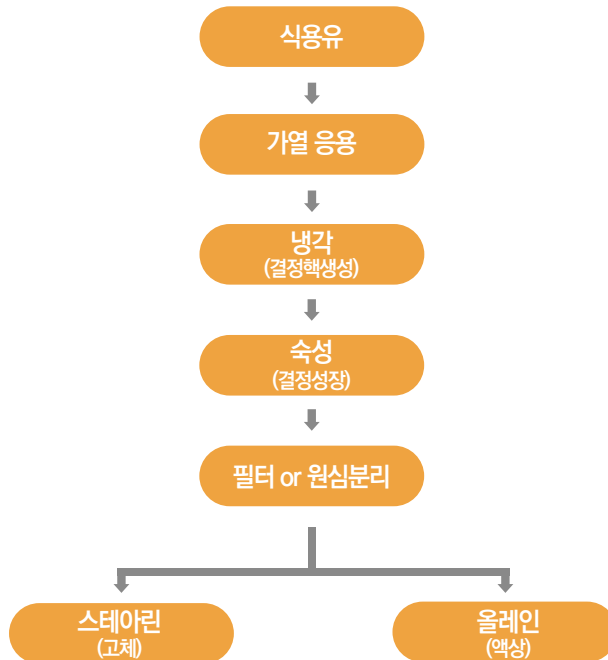 식용유
가열 응용
냉각
(결정핵생성)
숙성
(결정성장)
필터 or 원심분리
스테아린
(고체)
올레인
(액상)